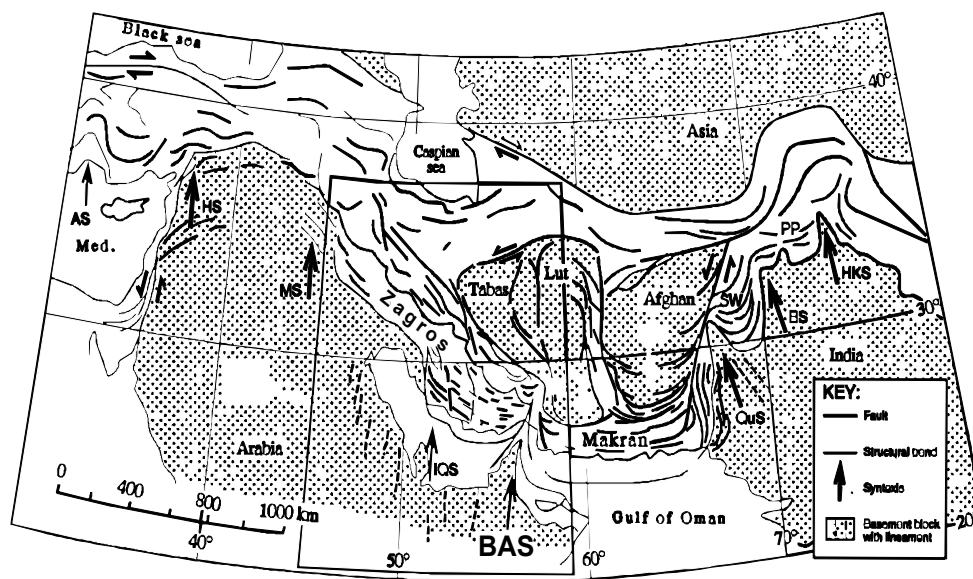 Black sea
40°
Asia
Caspian
sea
AS
HS
Med.
PP
HKS
MS
Tabas
Lut
Afghan
SW
BS
30°
Zagros
India
KEY:
Fault
Structural bond
Syntaxis
Basement block
with lineament
QuS
Makran
Arabia
IQS
0
400
800
1000 km
Gulf of Oman
BAS
40°
50°
60°
70°
20